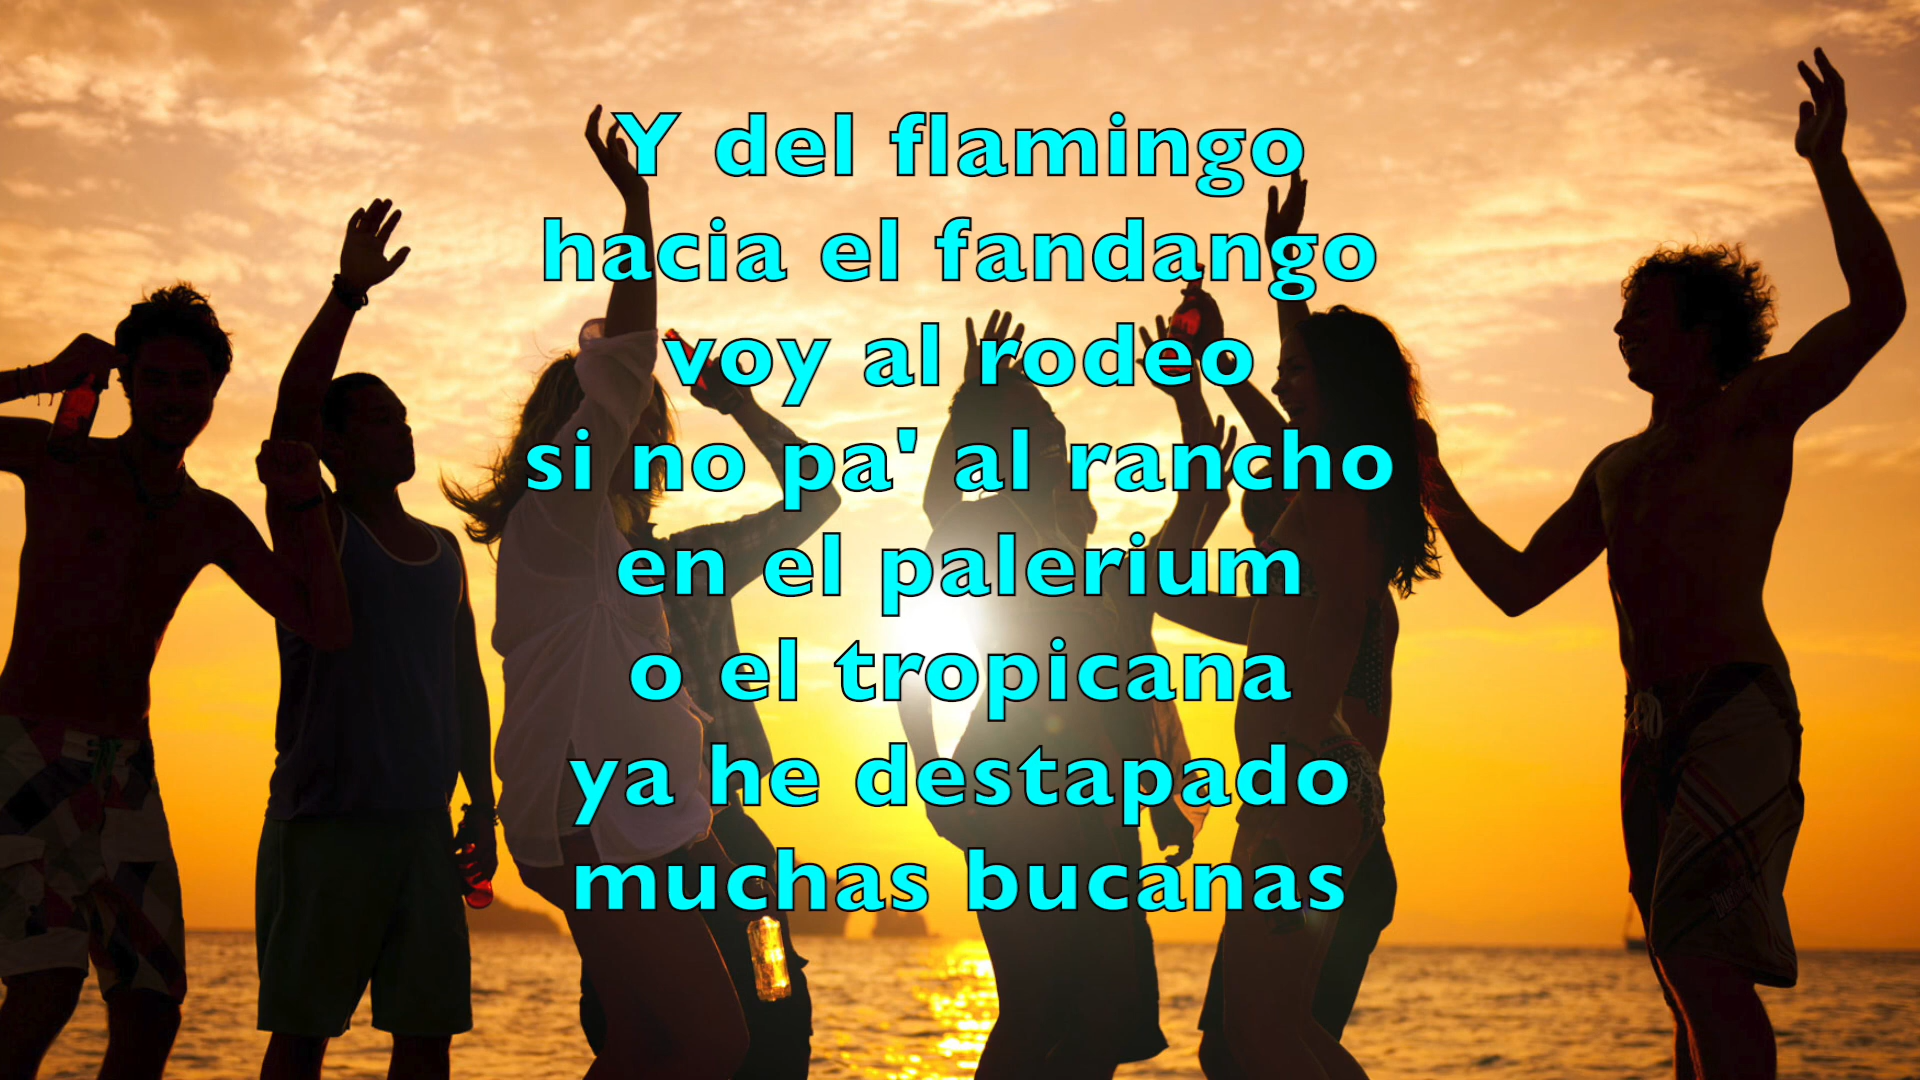 Y del flamingo
hacia el fandango
voy al rodeo
si no pa' al rancho
en el palerium
o el tropicana
ya he destapado
muchas bucanas